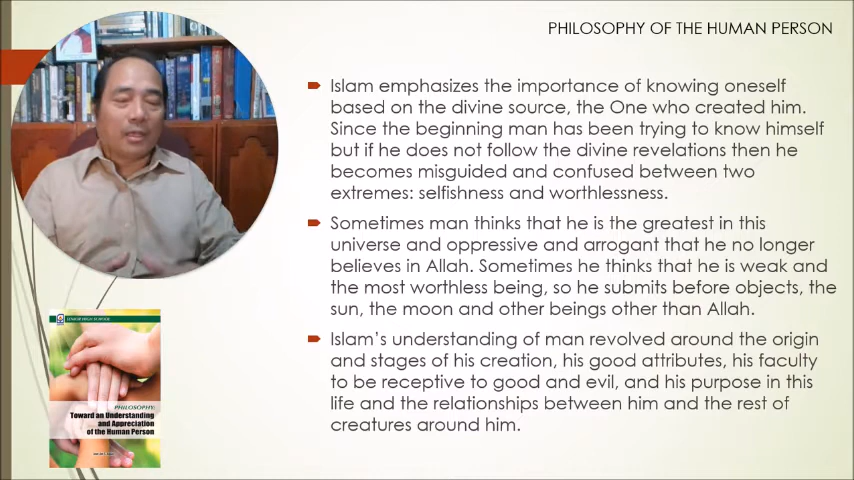 PHILOSOPHY OF THE HUMAN PERSON
Islam emphasizes the importance of knowing oneself
based on the divine source, the One who created him.
Since the beginning man has been trying to know himself
but if he does not follow the divine revelations then he
becomes misguided and confused between two
extremes: selfishness and worthlessness.
Sometimes man thinks that he is the greatest in this
universe and oppressive and arrogant that he no longer
believes in Allah. Sometimes he thinks that he is weak and
the most worthless being, so he submits before objects, the
sun, the moon and other beings other than Allah.
Islam’s understanding of man revolved around the origin
and stages of his creation, his good attributes, his faculty
to be receptive to good and evil, and his purpose in this
life and the relationships between him and the rest of
creatures around him.
SENIOR HIGH SCHOOL
PHILOSOPHY:
Toward an Understanding
and Appreciation
of the Human Person